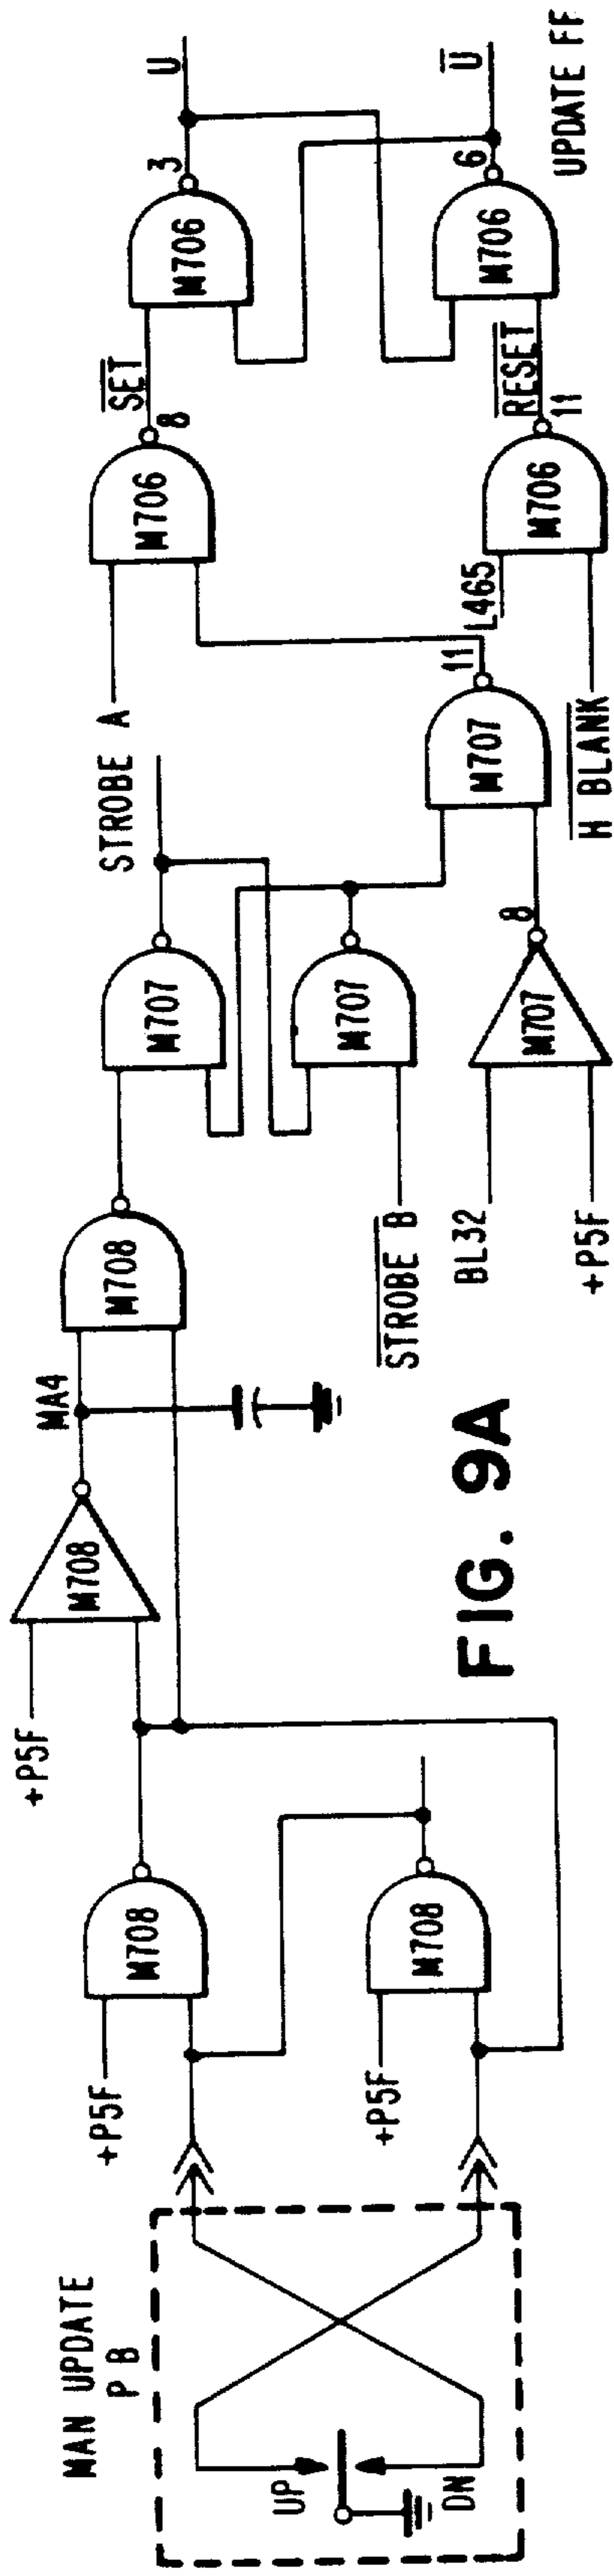 MAN UPDATE
P B
UP
DN
+P5F
M708
+P5F
M708
+P5F
M708
MA4
M708
M707
STROBE A
M707
STROBE B
BL32
+P5F
M707
8
M707
11
H BLANK
L465
M706
SET
8
M706
RESET
11
M706
3
U
M706
6
U
UPDATE FF
FIG. 9A